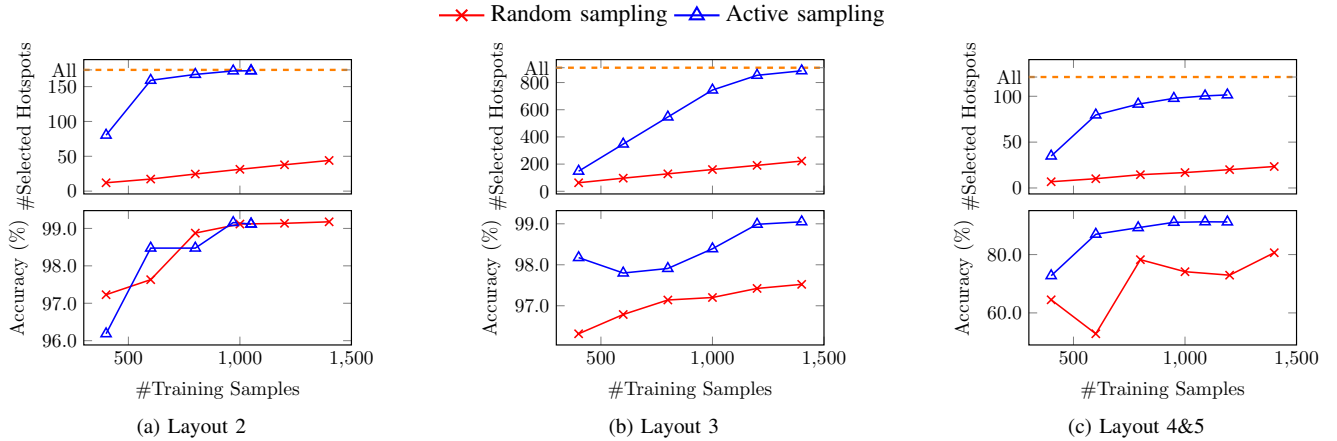 Random sampling Active sampling
#Selected Hotspots
All
150
100
50
0
Accuracy (%)
99.0
98.0
97.0
96.0
500 1,000 1,500
#Training Samples
(a) Layout 2
#Selected Hotspots
All
800
600
400
200
0
Accuracy (%)
99.0
98.0
97.0
500 1,000 1,500
#Training Samples
(b) Layout 3
#Selected Hotspots
All
100
50
0
Accuracy (%)
80.0
60.0
500 1,000 1,500
#Training Samples
(c) Layout 4&5